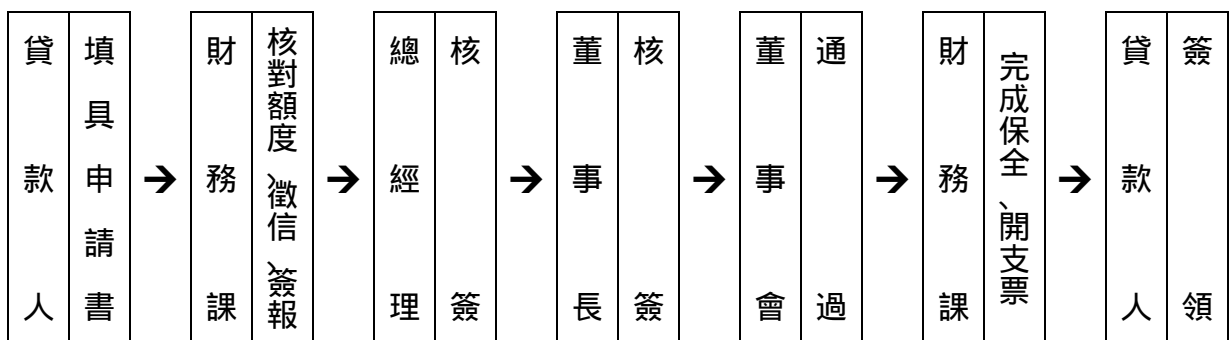 貸款人
填具申請書
財務課
核對額度、徵信、簽報
總經理
核簽
董事長
核簽
董事會
通過
財務課
完成保全、開支票
貸款人
簽領